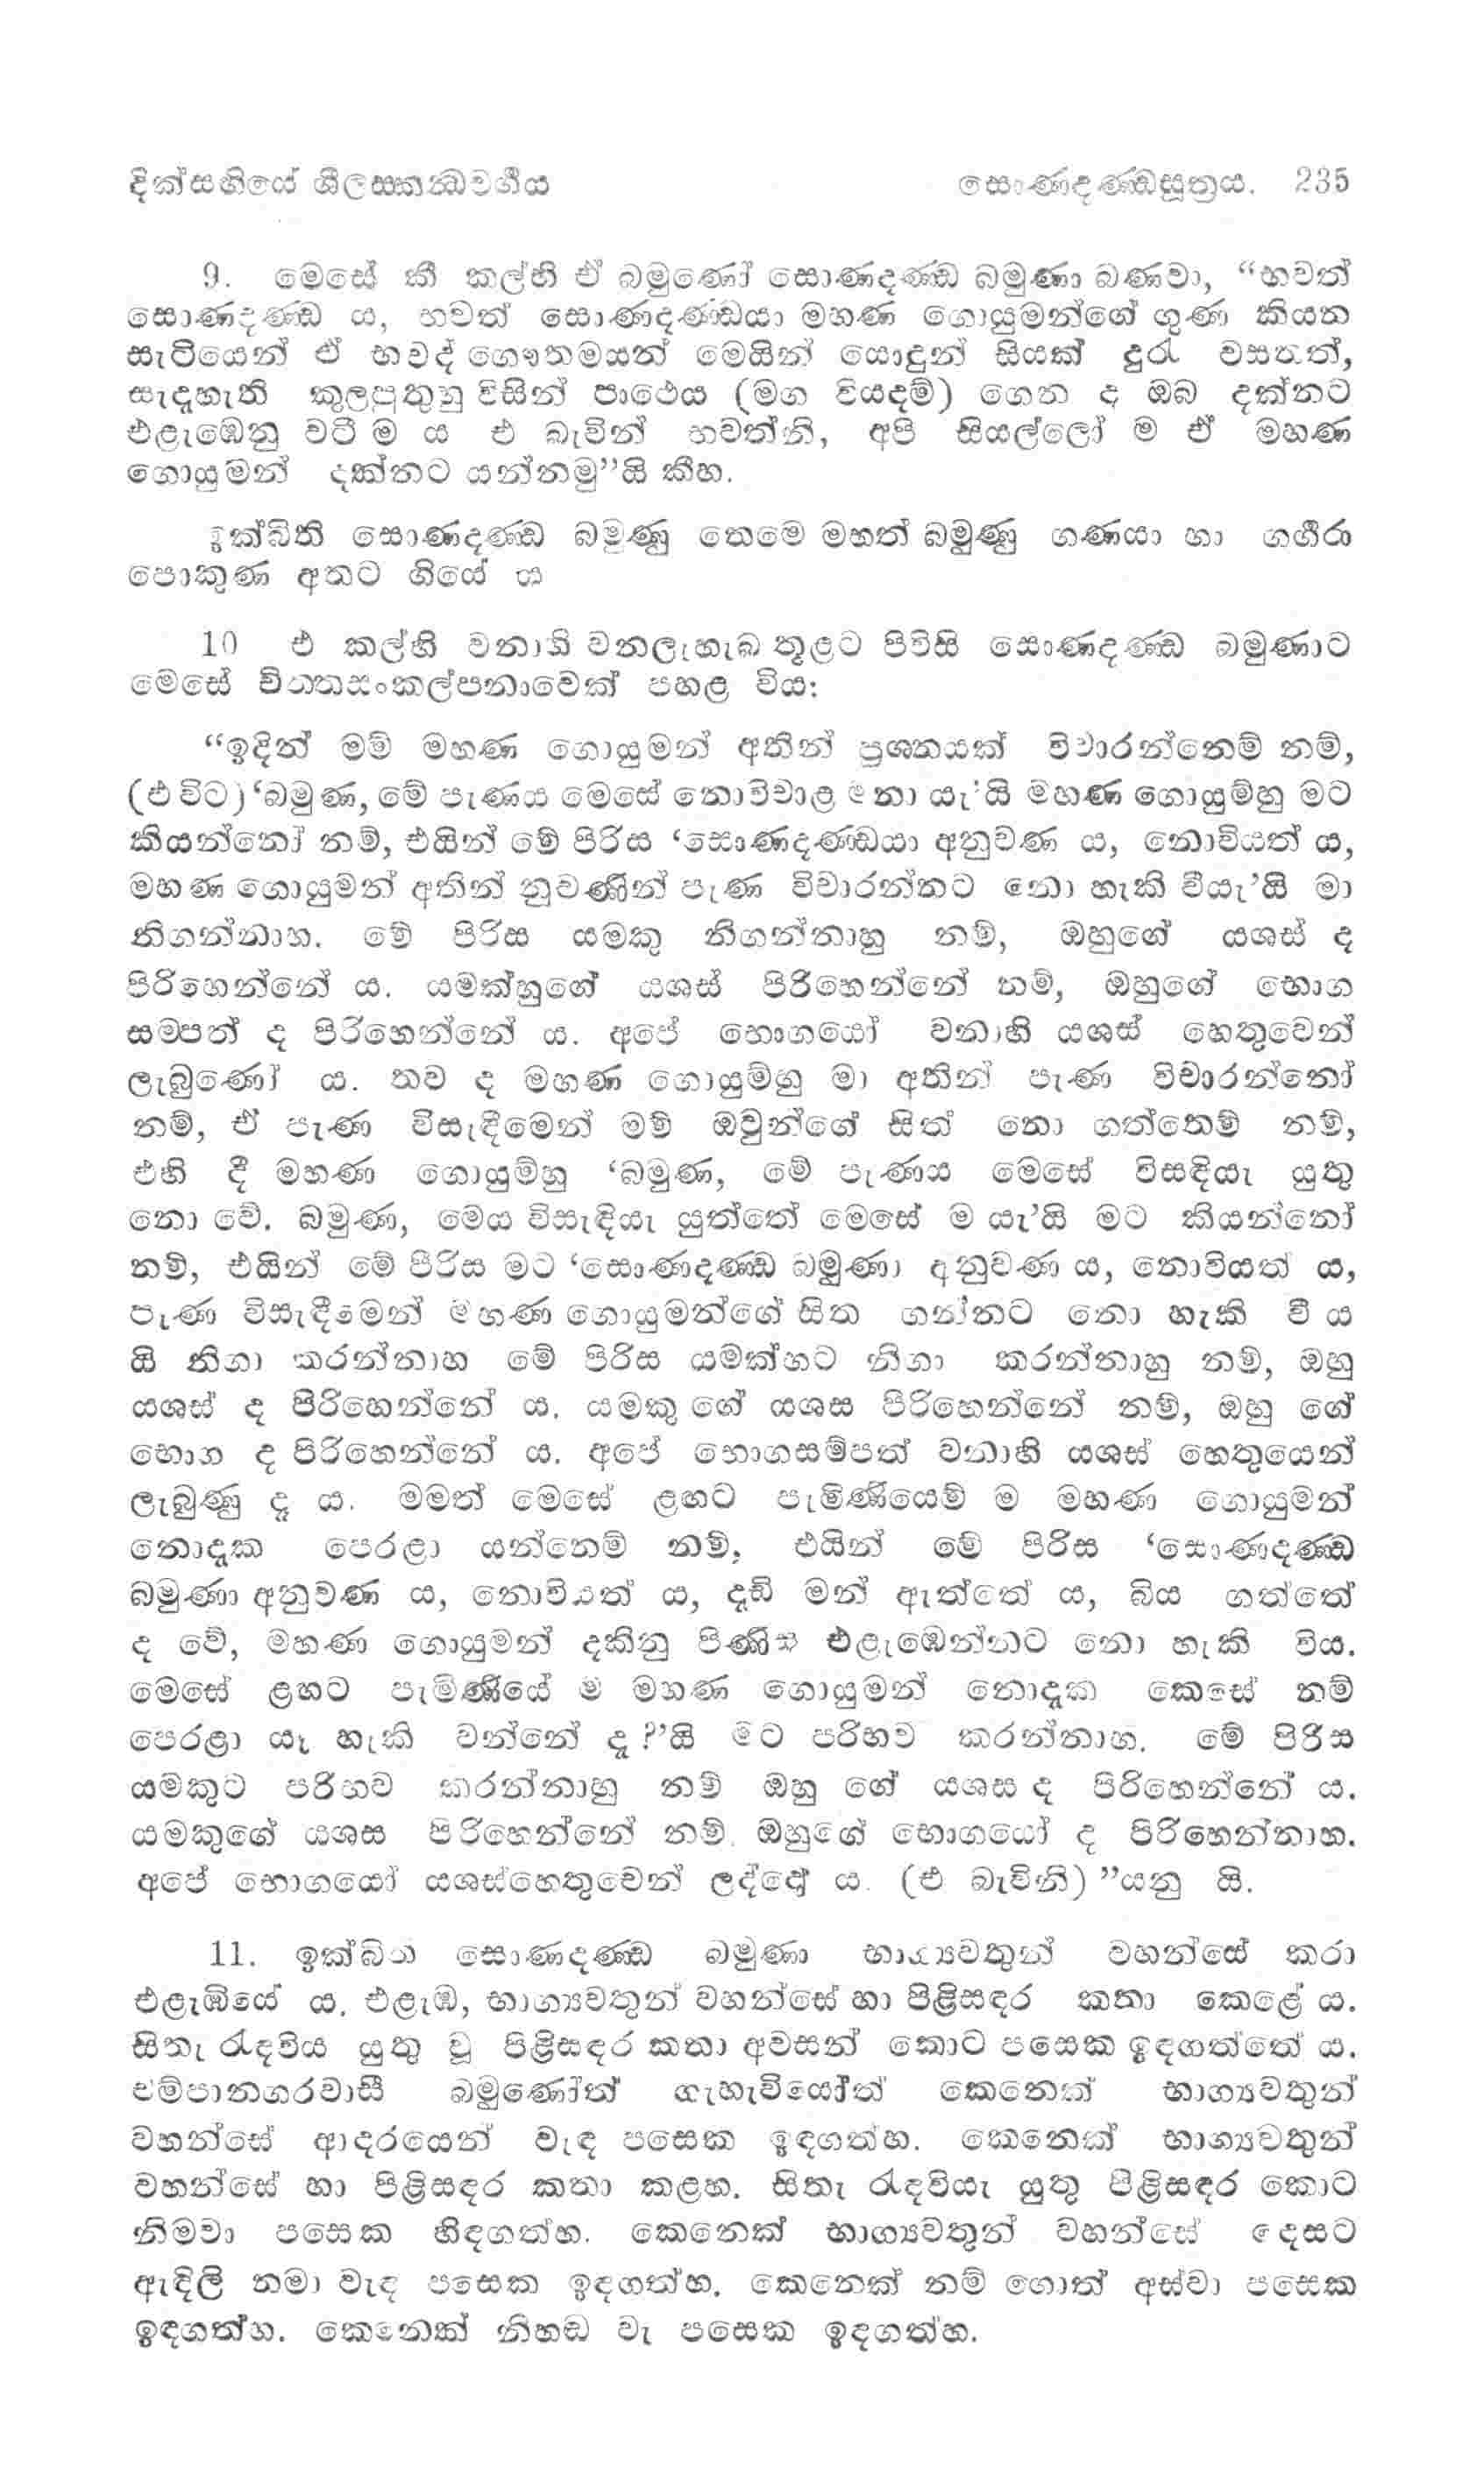 දික්සඟියේ ශීලස්කන්ධවර්ගය සොණදණ්ඩසූත්‍රය. 235
9. මෙසේ කී කල්හි ඒ බමුණෝ සොණදණ්ඩ බමුණා බණවා, “භවත්
සොණදණ්ඩ ය, භවත් සොණදණ්ඩයා මහණ ගොයුමන්ගේ ගුණ කියන
සැටියෙන් ඒ භවද් ගෞතමයන් මෙයින් යොදුන් සියක් දුරැ වසතත්,
සැදැහැති කුලපුතුහු විසින් පාථෙය (මග වියදම්) ගෙන ද ඔබ දක්නට
එළැඹෙනු වටී ම ය එ බැවින් භවත්නි, අපි සියල්ලෝ ම ඒ මහණ
ගොයුමන් දක්නට යන්නමු”යි කීහ.
ඉක්බිති සොණදණ්ඩ බමුණු තෙමෙ මහත් බමුණු ගණයා හා ගග්ගරා
පොකුණ අතට ගියේ ය
10 එ කල්හි වනාහි වනලැහැබ තුළට පිවිසි සොණදණ්ඩ බමුණාට
මෙසේ චිත්තසංකල්පනාවෙක් පහළ විය:
“ඉදින් මම් මහණ ගොයුමන් අතින් ප්‍රශ්නයක් විචාරන්නෙම් නම්,
(එවිට) ‘බමුණ, මේ පැණය මෙසේ නොවිචාළ මනා යැ’යි මහණ ගොයුම්හු මට
කියන්නෝ නම්, එයින් මේ පිරිස ‘සොණදණ්ඩයා අනුවණ ය, නොවියත් ය,
මහණ ගොයුමන් අතින් නුවණින් පැණ විචාරන්නට නො හැකි වීයැ’යි මා
නිගන්නාහ. මේ පිරිස යමකු නිගන්නාහු නම්, ඔහුගේ යශස් ද
පිරිහෙන්නේ ය. යමක්හුගේ යශස් පිරිහෙන්නේ නම්, ඔහුගේ භොග
සම්පත් ද පිරිහෙන්නේ ය. අපේ භොගයෝ වනාහි යශස් හෙතුවෙන්
ලැබුණෝ ය. තව ද මහණ ගොයුම්හු මා අතින් පැණ විචාරන්නෝ
නම්, ඒ පැණ විසැඳීමෙන් මම් ඔවුන්ගේ සිත් නො ගත්තෙම් නම්,
එහි දී මහණ ගොයුම්හු ‘බමුණ, මේ පැණය මෙසේ විසඳියැ යුතු
නො වේ. බමුණ, මෙය විසැඳියැ යුත්තේ මෙසේ ම යැ’යි මට කියන්නෝ
නම්, එයින් මේ පිරිස මට ‘සොණදණ්ඩ බමුණා අනුවණ ය, නොවියත් ය,
පැණ විසැඳීමෙන් මහණ ගොයුමන්ගේ සිත ගන්නට නො හැකි වී ය
යි නිගා කරන්නාහ මේ පිරිස යමක්හට නිගා කරන්නාහු නම්, ඔහු
යශස් ද පිරිහෙන්නේ ය. යමකු ගේ යශස පිරිහෙන්නේ නම්, ඔහු ගේ
භොග ද පිරිහෙන්නේ ය. අපේ භොගසම්පත් වනාහි යශස් හෙතුයෙන්
ලැබුණු දෑ ය. මමත් මෙසේ ළඟට පැමිණියෙම් ම මහණ ගොයුමන්
නොදැක පෙරළා යන්නෙම් නම්, එයින් මේ පිරිස ‘සොණදණ්ඩ
බමුණා අනුවණ ය, නොවියත් ය, දැඩි මන් ඇත්තේ ය, බිය ගත්තේ
ද වේ, මහණ ගොයුමන් දකිනු පිණිස එළැඹෙන්නට නො හැකි විය.
මෙසේ ළඟට පැමිණියේ ම මහණ ගොයුමන් නොදැක කෙසේ නම්
පෙරළා යෑ හැකි වන්නේ දැ?’යි මට පරිභව කරන්නාහ. මේ පිරිස
යමකුට පරිභව කරන්නාහු නම් ඔහු ගේ යශස ද පිරිහෙන්නේ ය.
යමකුගේ යශස පිරිහෙන්නේ නම්. ඔහුගේ භොගයෝ ද පිරිහෙන්නාහ.
අපේ භොගයෝ යශස්හෙතුවෙන් ලද්දෝ ය. (එ බැවිනි)”යනු යි.
11. ඉක්බිති සොණදණ්ඩ බමුණා භාග්‍යවතුන් වහන්සේ කරා
එළැඹියේ ය. එළැඹ, භාග්‍යවතුන් වහන්සේ හා පිළිසඳර කතා කෙළේ ය.
සිතැ රැඳවිය යුතු වූ පිළිසඳර කතා අවසන් කොට පසෙක ඉඳගත්තේ ය.
චම්පානගරවාසී බමුණෝත් ගැහැවියෝත් කෙනෙක් භාග්‍යවතුන්
වහන්සේ ආදරයෙන් වැඳ පසෙක ඉඳගත්හ. කෙනෙක් භාග්‍යවතුන්
වහන්සේ හා පිළිසඳර කතා කළහ. සිතැ රැඳවියැ යුතු පිළිසඳර කොට
නිමවා පසෙක හිඳගත්හ. කෙනෙක් භාග්‍යවතුන් වහන්සේ දෙසට
ඇඳිලි නමා වැඳ පසෙක ඉඳගත්හ. කෙනෙක් නම් ගොත් අස්වා පසෙක
ඉඳගත්හ. කෙනෙක් නිහඬ වැ පසෙක ඉඳගත්හ.